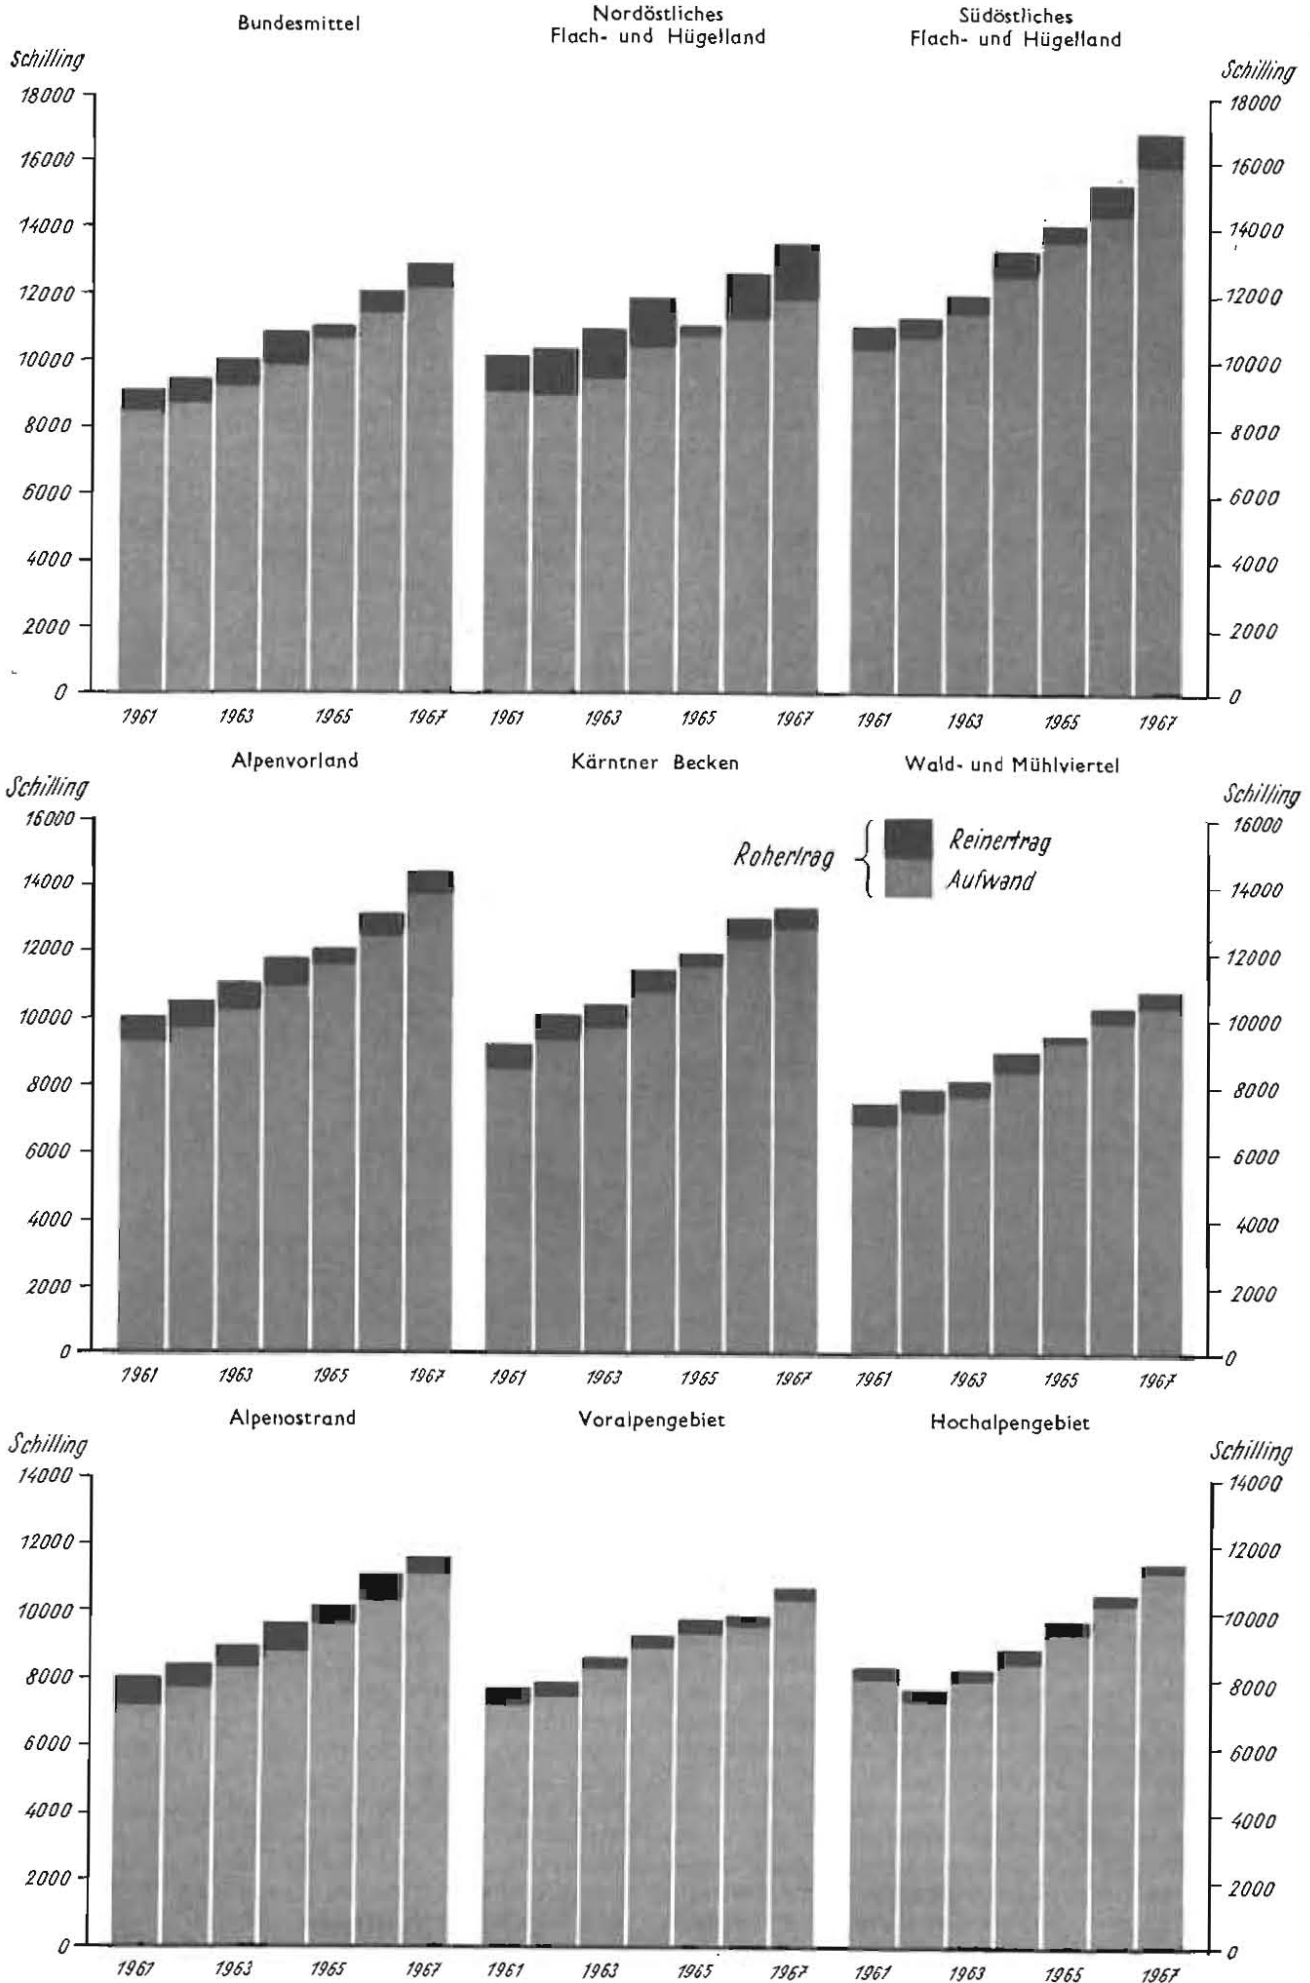 Bundesmittel
Nordöstliches
Flach- und Hügelland
Südöstliches
Flach- und Hügelland
Schilling
Schilling
18000
16000
14000
12000
10000
8000
6000
4000
2000
0
18000
16000
14000
12000
10000
8000
6000
4000
2000
0
1961 1963 1965 1967
1961 1963 1965 1967
1961 1963 1965 1967
Alpenvorland
Kärntner Becken
Wald- und Mühlviertel
Schilling
Schilling
16000
14000
12000
10000
8000
6000
4000
2000
0
Rohertrag
Reinertrag
Aufwand
16000
14000
12000
10000
8000
6000
4000
2000
0
1961 1963 1965 1967
1961 1963 1965 1967
1961 1963 1965 1967
Alpenostrand
Voralpengebiet
Hochalpengebiet
Schilling
Schilling
14000
12000
10000
8000
6000
4000
2000
0
14000
12000
10000
8000
6000
4000
2000
0
1961 1963 1965 1967
1961 1963 1965 1967
1961 1963 1965 1967